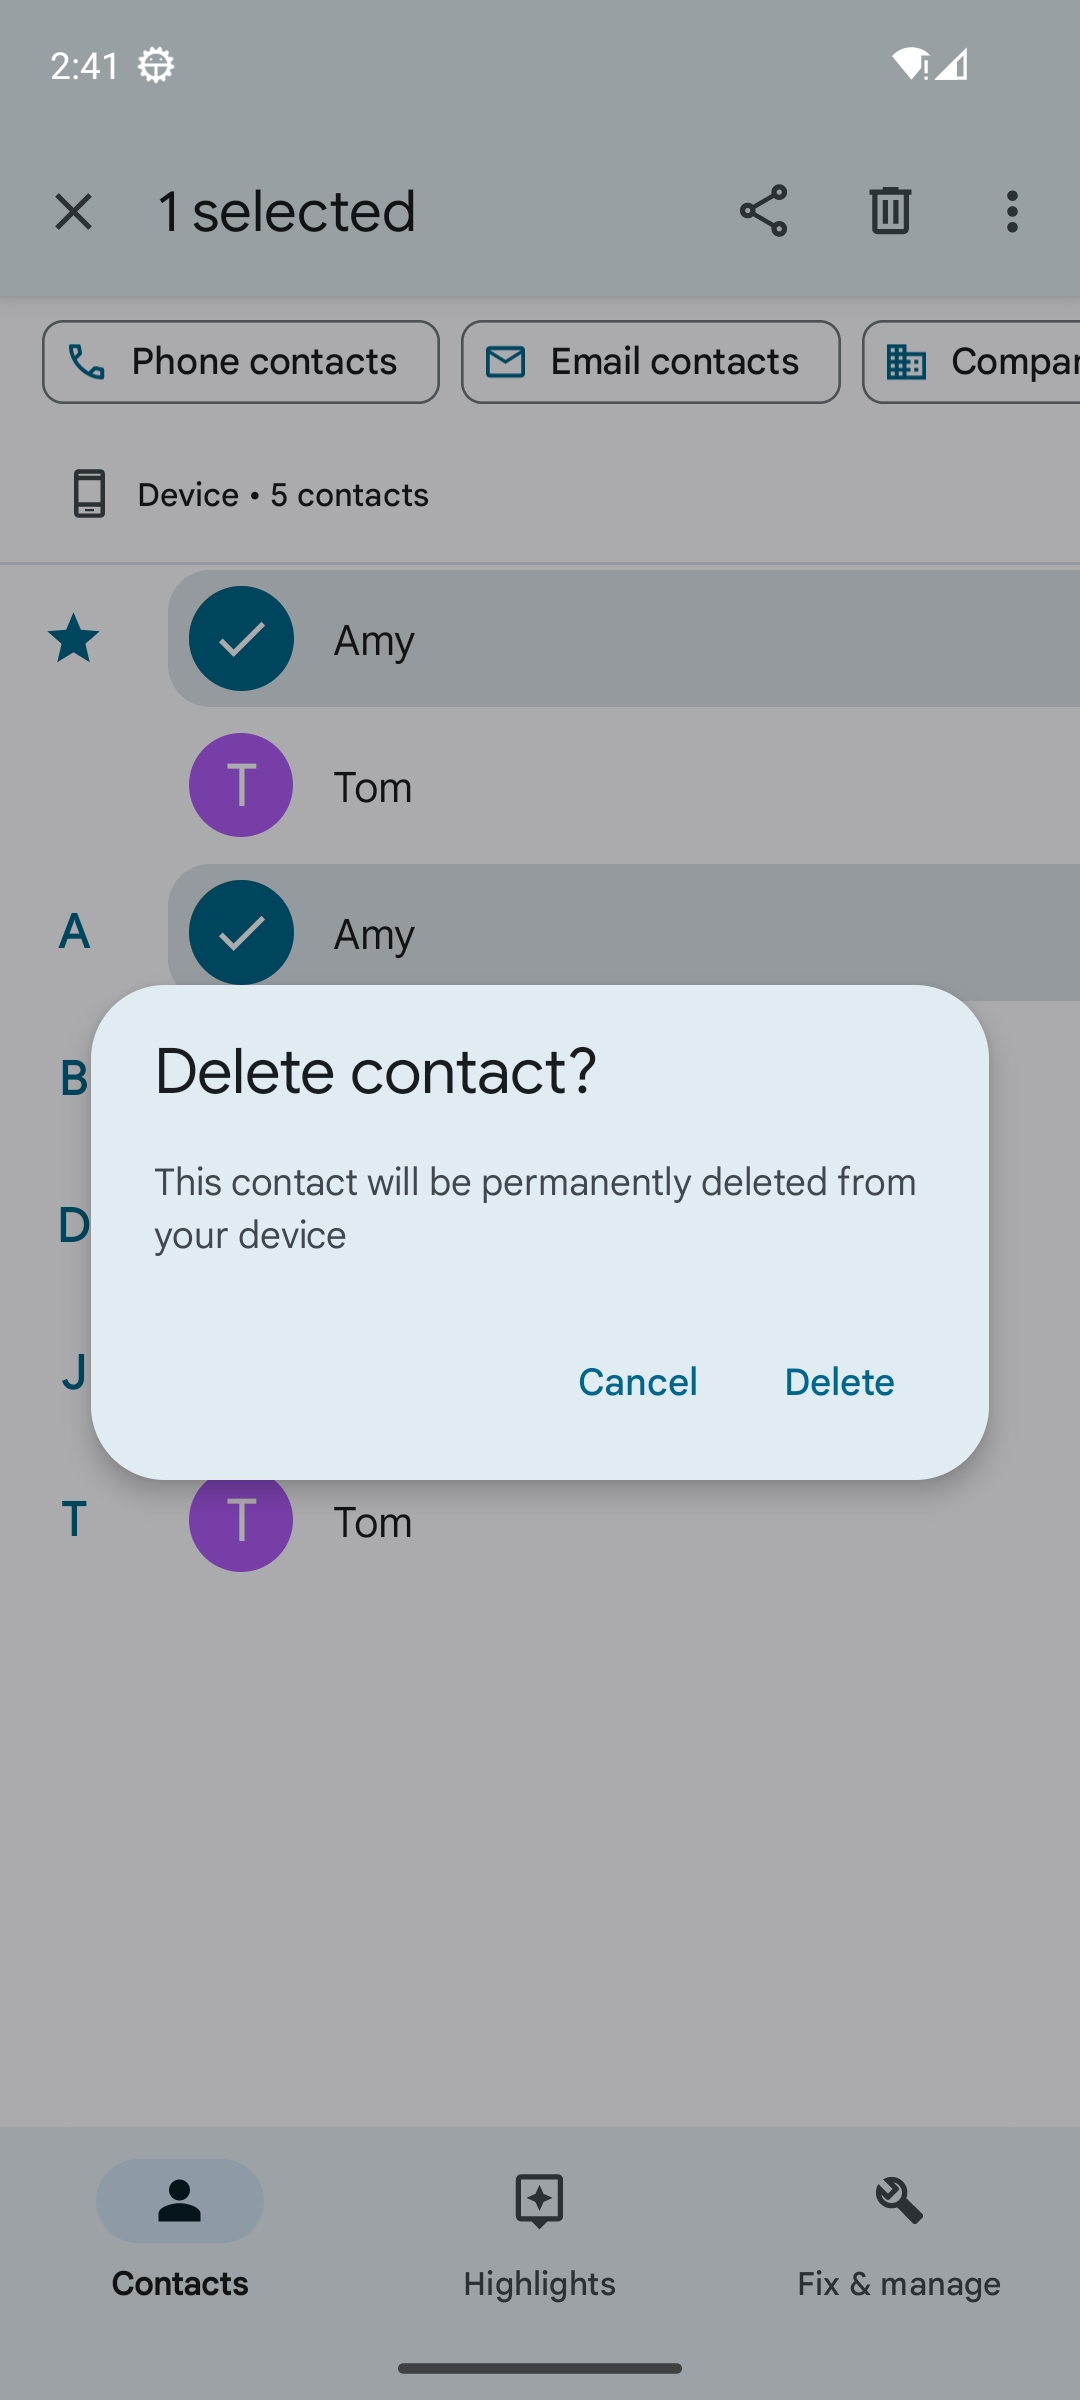 2:41
1 selected
Phone contacts
Email contacts
Compar
Device • 5 contacts
Amy
T
Tom
A
Amy
B
D
J
Delete contact?
This contact will be permanently deleted from
your device
Cancel
Delete
T
T
Tom
Contacts
Highlights
Fix & manage